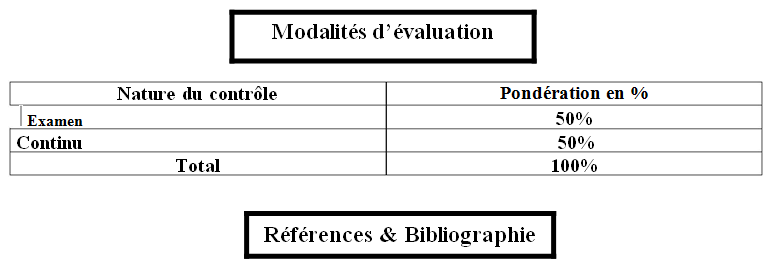 Modalités d’évaluation
Nature du contrôle Pondération en %
Examen 50%
Continu 50%
Total 100%
Références & Bibliographie